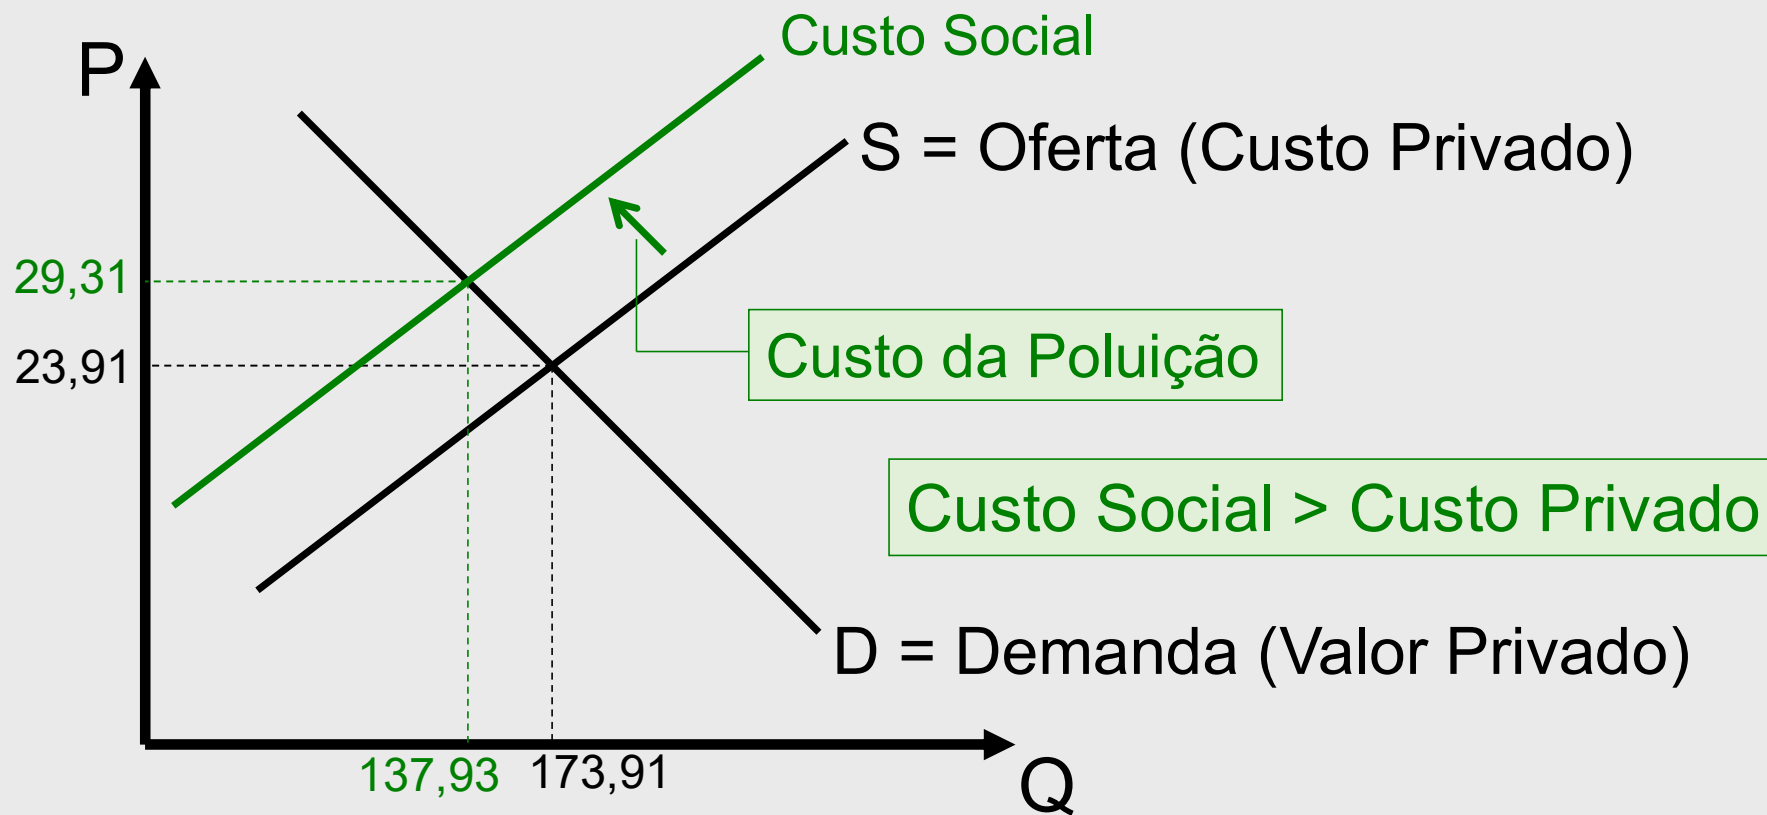 Custo Social
P
S = Oferta (Custo Privado)
29,31
23,91
Custo da Poluição
Custo Social > Custo Privado
D = Demanda (Valor Privado)
137,93
173,91
Q